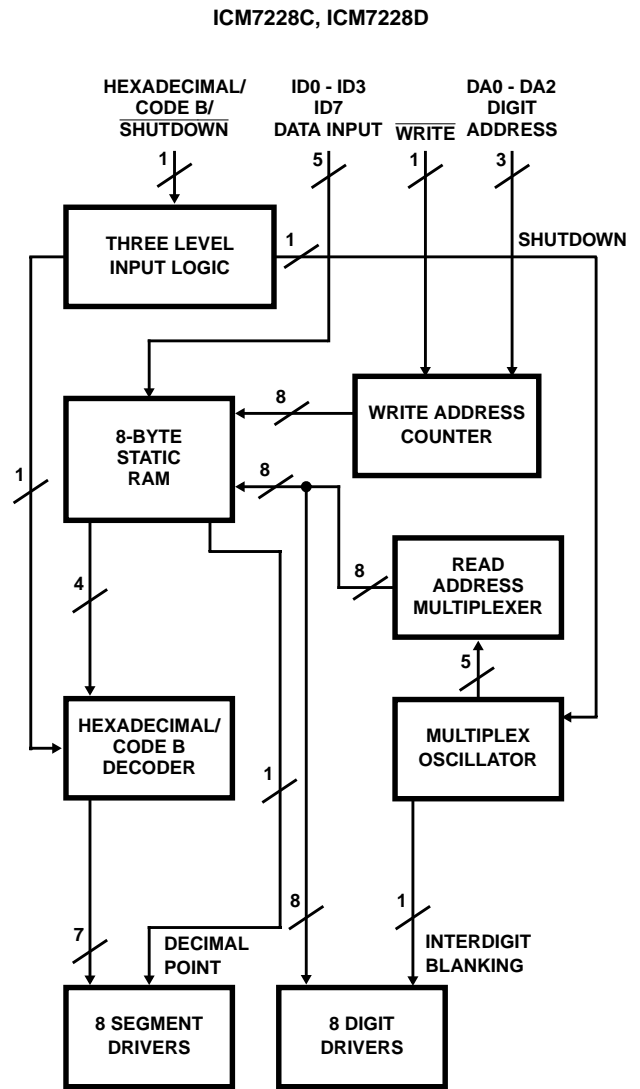 ICM7228C, ICM7228D
HEXADECIMAL/
CODE B/
SHUTDOWN
ID0 - ID3
ID7
DATA INPUT
WRITE
DA0 - DA2
DIGIT
ADDRESS
1
5
1
3
THREE LEVEL
INPUT LOGIC
1
SHUTDOWN
8-BYTE
STATIC
RAM
8
WRITE ADDRESS
COUNTER
1
8
8
READ
ADDRESS
MULTIPLEXER
4
5
HEXADECIMAL/
CODE B
DECODER
1
MULTIPLEX
OSCILLATOR
7
DECIMAL
POINT
8
1
INTERDIGIT
BLANKING
8 SEGMENT
DRIVERS
8 DIGIT
DRIVERS